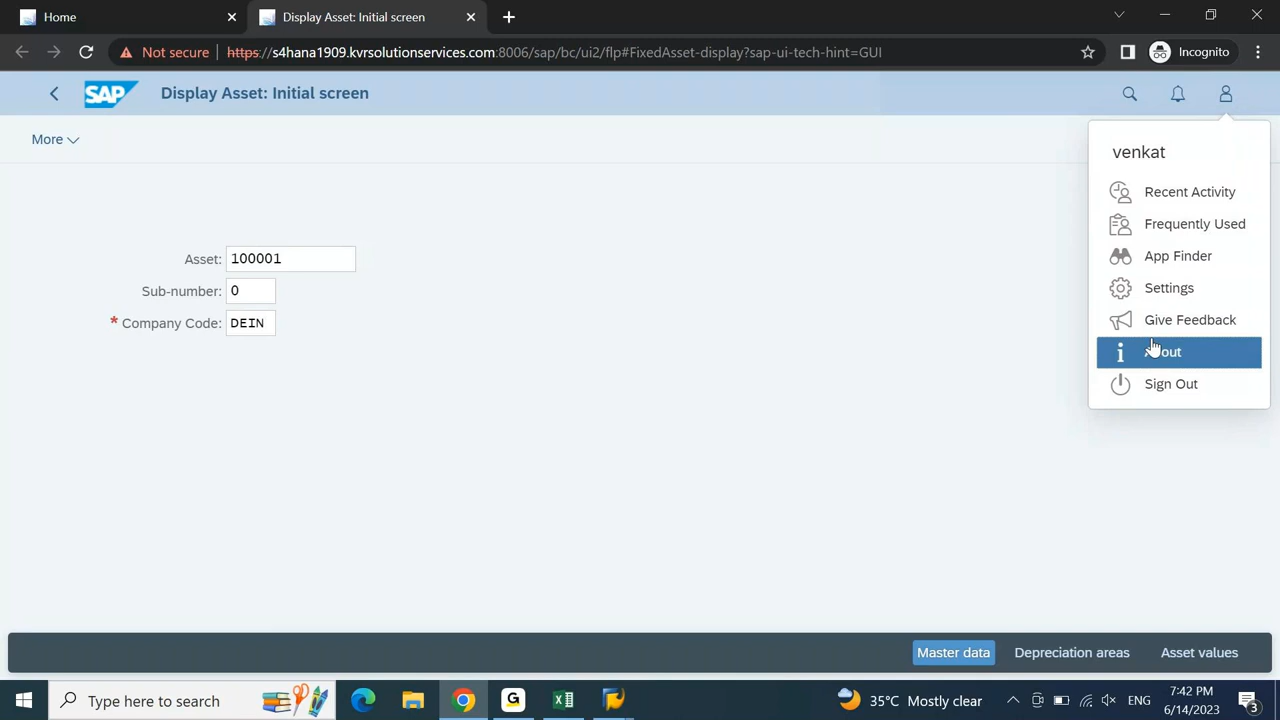 Home
Display Asset: Initial screen
Not secure
https://s4hana1909.kvrsolutionservices.com:8006/sap/bc/ui2/flp#FixedAsset-display?sap-ui-tech-hint=GUI
Incognito
SAP
Display Asset: Initial screen
More
venkat
Recent Activity
Frequently Used
App Finder
Settings
Give Feedback
About
Sign Out
Asset: 100001
Sub-number: 0
* Company Code: DEIN
Master data
Depreciation areas
Asset values
Type here to search
35°C Mostly clear
ENG
7:42 PM
6/14/2023
3